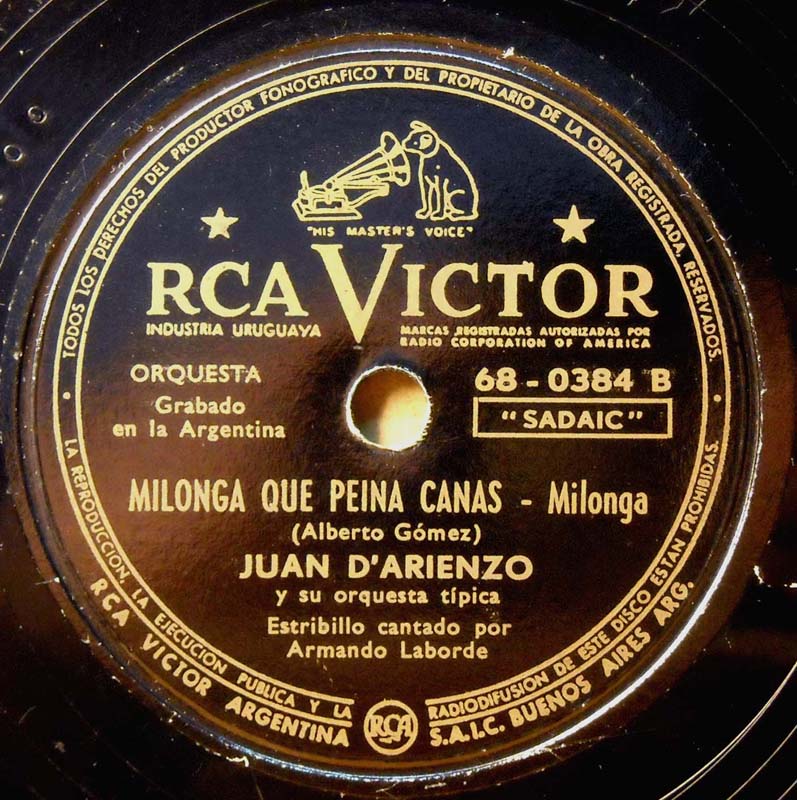 TODOS LOS DERECHOS DEL PRODUCTOR FONOGRAFICO Y DEL PROPIETARIO DE LA OBRA REGISTRADA, RESERVADOS.
"HIS MASTER'S VOICE"
RCA VICTOR
INDUSTRIA URUGUAYA
MARCAS REGISTRADAS AUTORIZADAS POR
RADIO CORPORATION OF AMERICA
ORQUESTA
68-0384 B
Grabado
en la Argentina
"SADAIC"
MILONGA QUE PEINA CANAS - Milonga
(Alberto Gómez)
JUAN D'ARIENZO
y su orquesta típica
Estribillo cantado por
Armando Laborde
LA REPRODUCCION, LA EJECUCION PUBLICA Y LA RADIODIFUSION DE ESTE DISCO ESTAN PROHIBIDAS.
RCA VICTOR ARGENTINA S.A.I.C. BUENOS AIRES ARG.
RCA